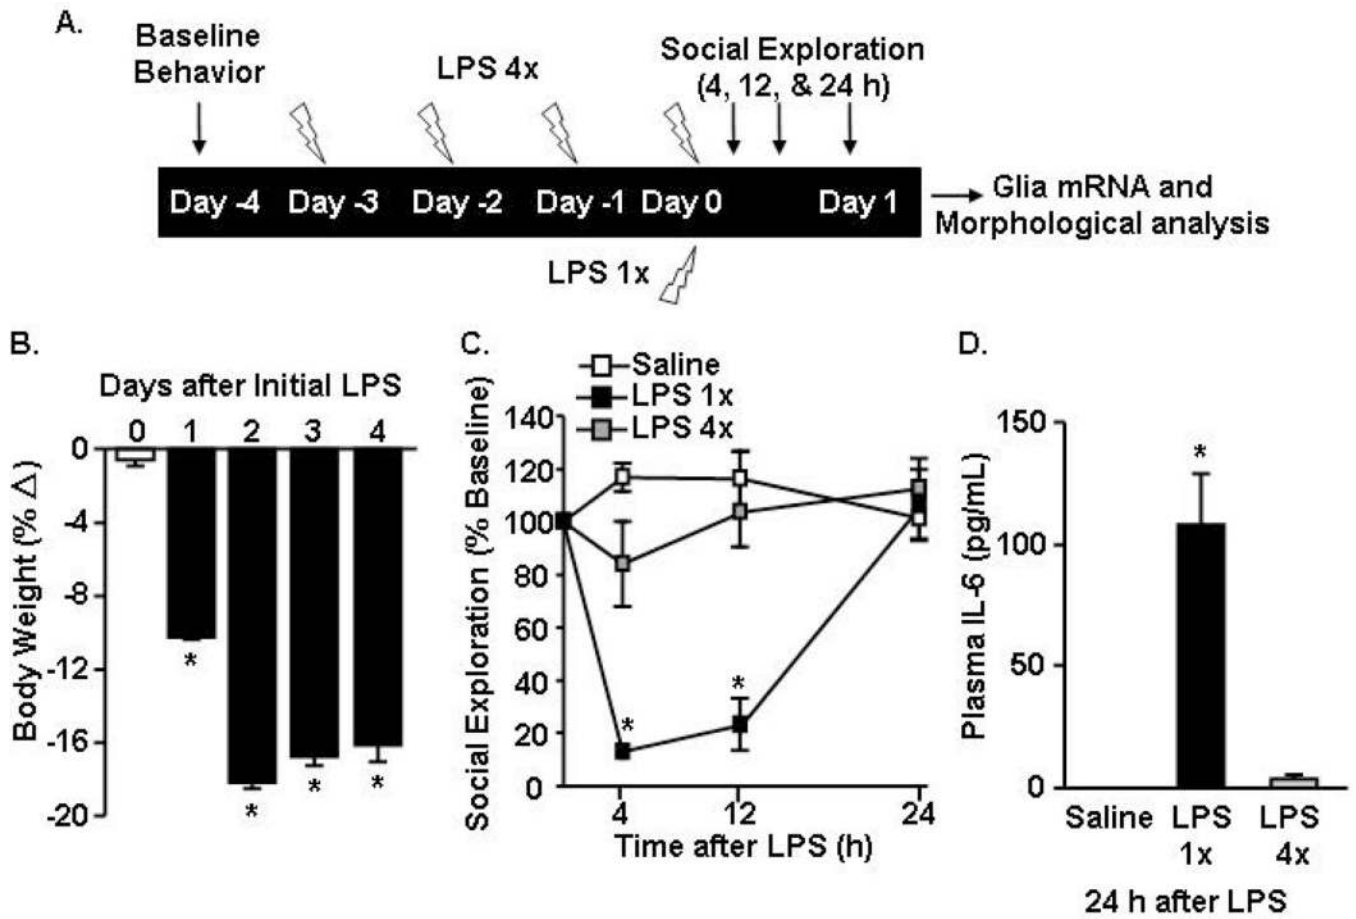 A.
Baseline
Behavior
LPS 4x
Social Exploration
(4, 12, & 24 h)
Day -4 Day -3 Day -2 Day -1 Day 0 Day 1
Glia mRNA and
Morphological analysis
LPS 1x
B.
Days after Initial LPS
0 1 2 3 4
Body Weight (% Δ)
0
-4
-8
-12
-16
-20
*
*
*
*
C.
Saline
LPS 1x
LPS 4x
Social Exploration (% Baseline)
140
120
100
80
60
40
20
0
*
*
4 12 24
Time after LPS (h)
D.
Plasma IL-6 (pg/mL)
150
100
50
0
*
Saline LPS LPS
1x 4x
24 h after LPS